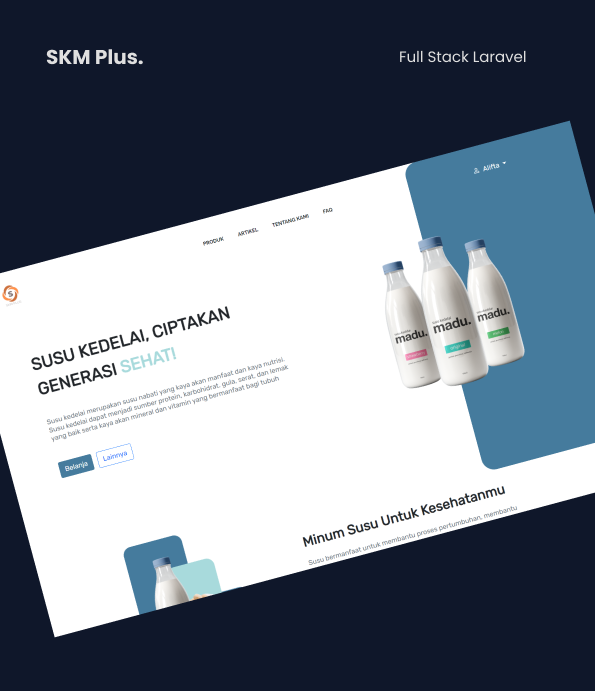 SKM Plus.
Full Stack Laravel
Alifta
PRODUK ARTIKEL TENTANG KAMI FAQ
S
SUSU KEDELAI, CIPTAKAN
GENERASI SEHATI
Susu kedelai merupakan susu nabati yang kaya akan manfaat dan kaya nutrisi.
Susu kedelai dapat menjadi sumber protein, karbohidrat, gula, serat, dan lemak
yang baik serta kaya akan mineral dan vitamin yang bermanfaat bagi tubuh
Belanja
Lainnya
madu.
madu.
madu.
Minum Susu Untuk Kesehatanmu
Susu bermanfaat untuk membantu proses pertumbuhan, membantu